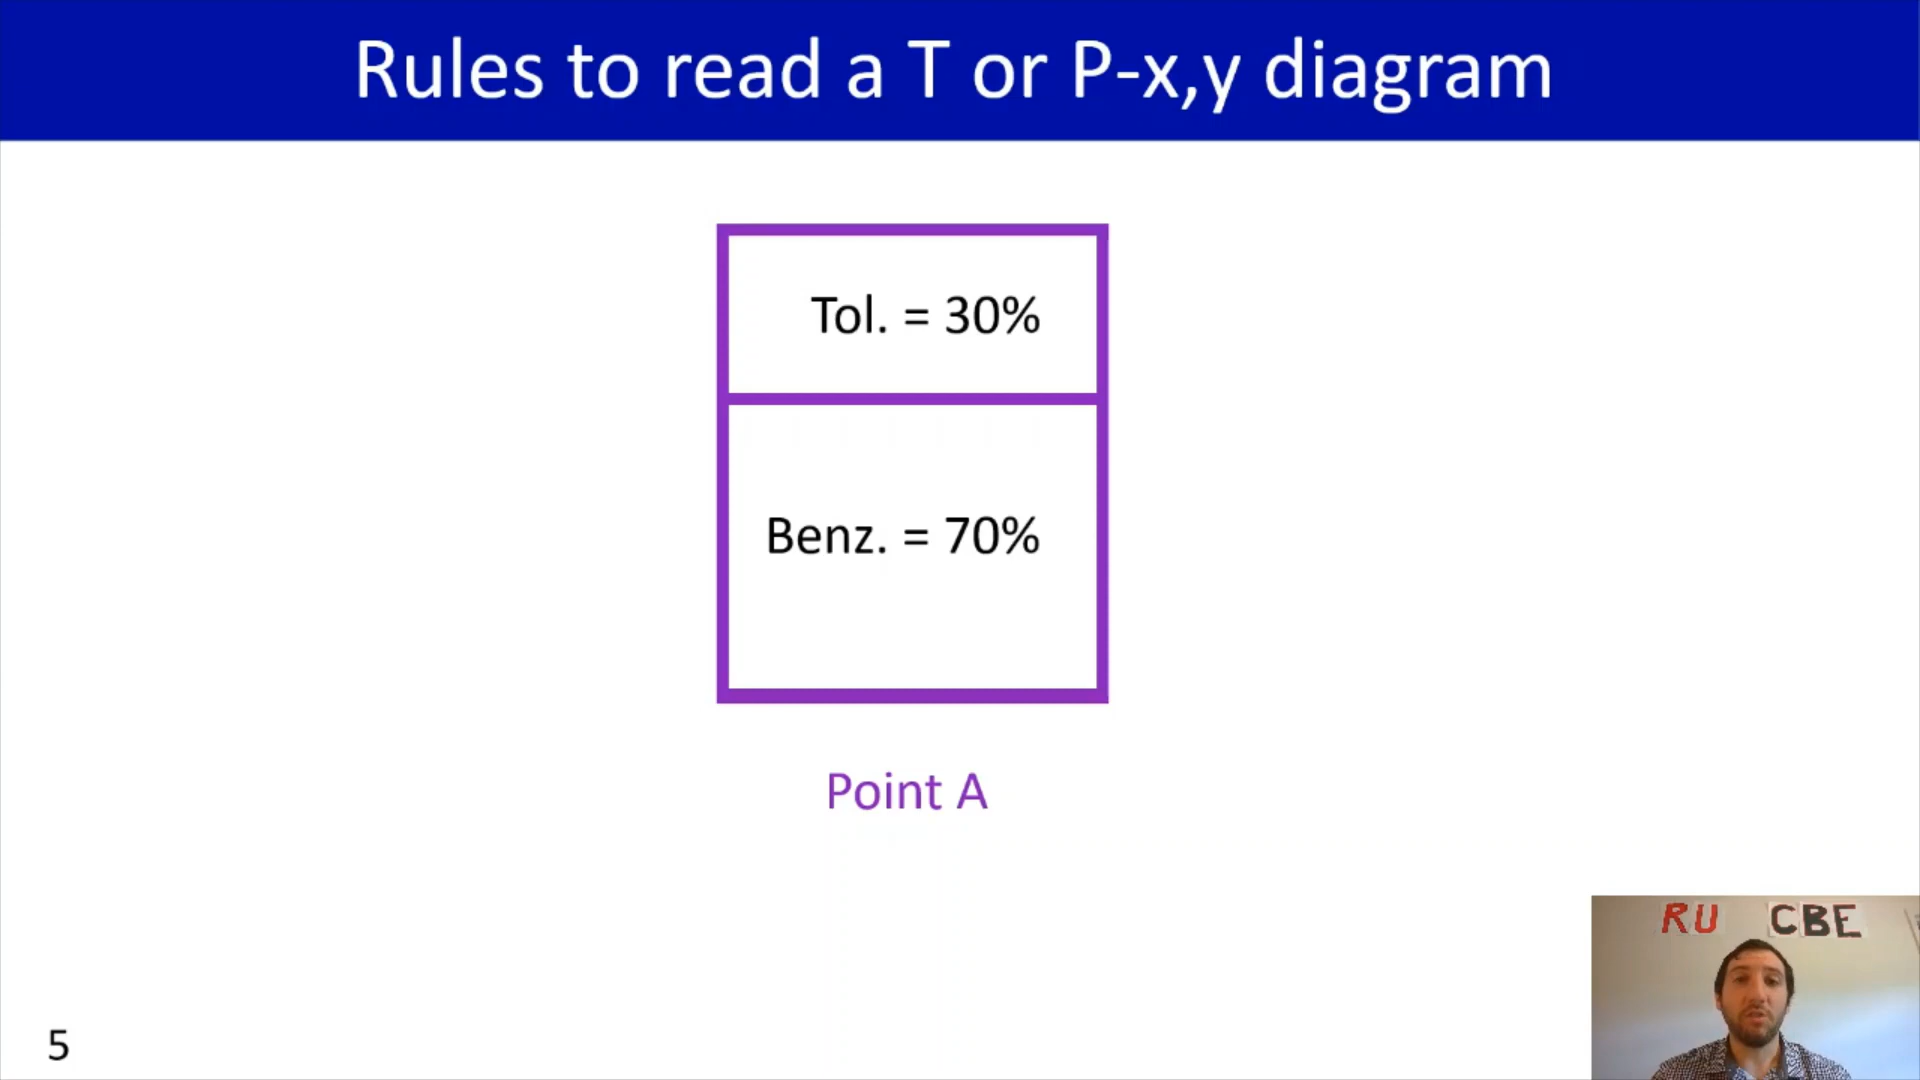 Rules to read a T or P-x,y diagram
Tol. = 30%
Benz. = 70%
Point A
RU CBE
5